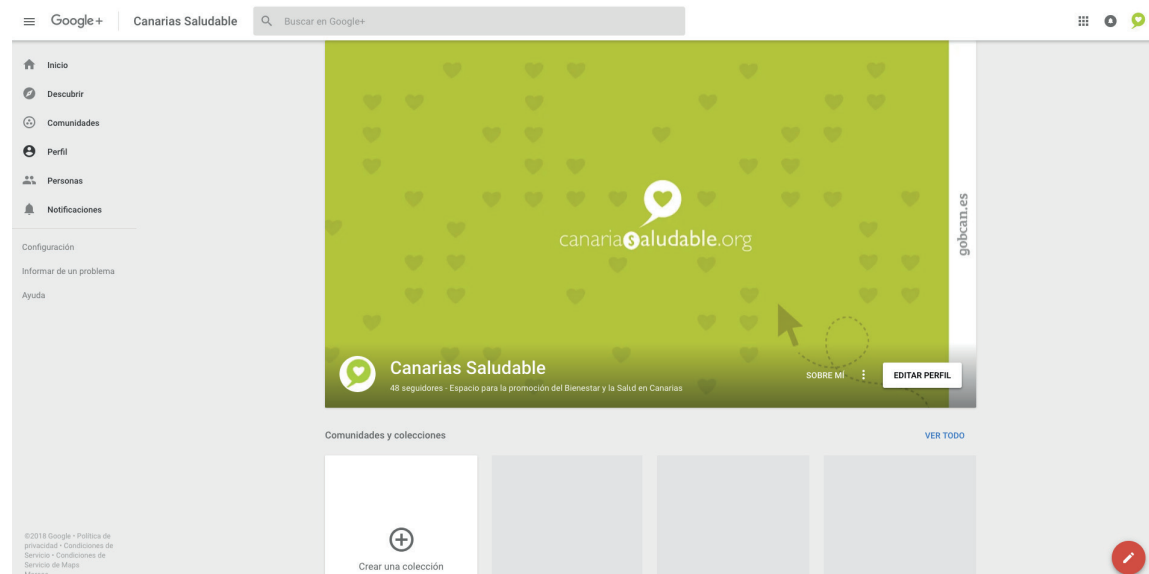 Google+
Canarias Saludable
Buscar en Google+
Inicio
Descubrir
Comunidades
Perfil
Personas
Notificaciones
Configuración
Informar de un problema
Ayuda
©2018 Google • Política de
privacidad • Condiciones de
Servicio • Condiciones de
Servicio de Maps
canariasaludable.org
gobcan.es
Canarias Saludable
48 seguidores - Espacio para la promoción del Bienestar y la Salud en Canarias
SOBRE MÍ
EDITAR PERFIL
Comunidades y colecciones
VER TODO
Crear una colección